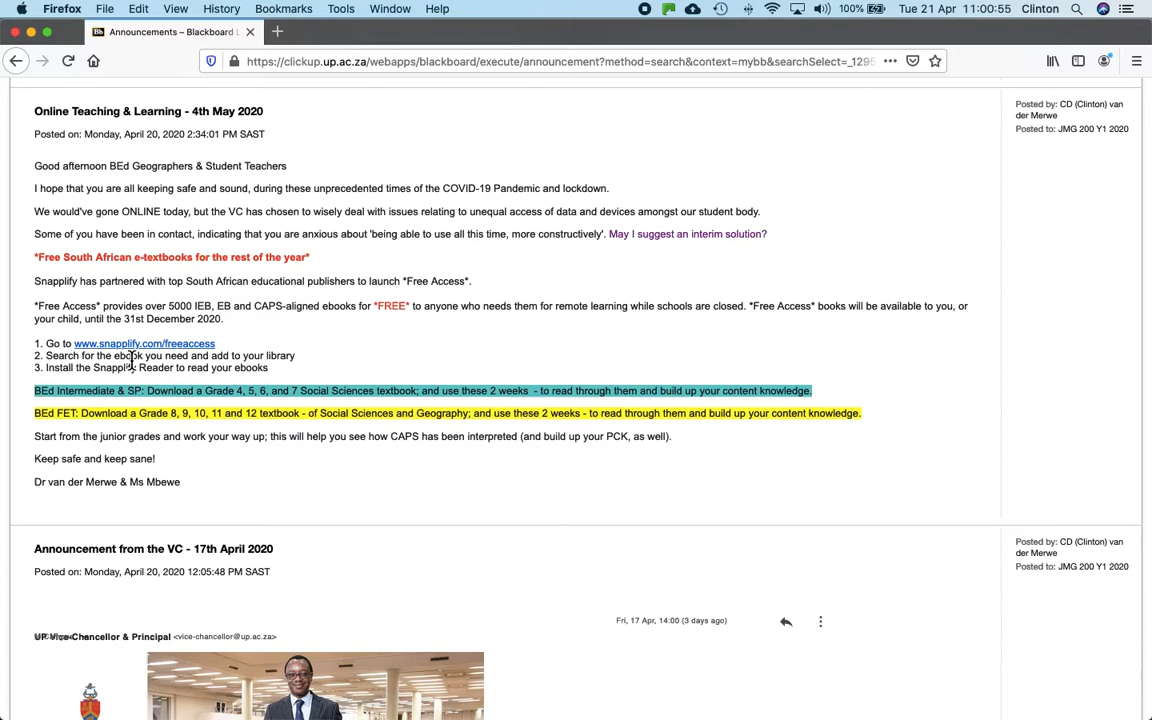 Firefox File Edit View History Bookmarks Tools Window Help 100% Tue 21 Apr 11:00:55 Clinton
Announcements – Blackboard L
https://clickup.up.ac.za/webapps/blackboard/execute/announcement?method=search&context=mybb&searchSelect=_1295
Online Teaching & Learning - 4th May 2020
Posted on: Monday, April 20, 2020 2:34:01 PM SAST
Posted by: CD (Clinton) van
der Merwe
Posted to: JMG 200 Y1 2020
Good afternoon BEd Geographers & Student Teachers
I hope that you are all keeping safe and sound, during these unprecedented times of the COVID-19 Pandemic and lockdown.
We would've gone ONLINE today, but the VC has chosen to wisely deal with issues relating to unequal access of data and devices amongst our student body.
Some of you have been in contact, indicating that you are anxious about 'being able to use all this time, more constructively'. May I suggest an interim solution?
*Free South African e-textbooks for the rest of the year*
Snapplify has partnered with top South African educational publishers to launch *Free Access*.
*Free Access* provides over 5000 IEB, EB and CAPS-aligned ebooks for *FREE* to anyone who needs them for remote learning while schools are closed. *Free Access* books will be available to you, or
your child, until the 31st December 2020.
1. Go to www.snapplify.com/freeaccess
2. Search for the ebook you need and add to your library
3. Install the Snapplify Reader to read your ebooks
BEd Intermediate & SP: Download a Grade 4, 5, 6, and 7 Social Sciences textbook; and use these 2 weeks - to read through them and build up your content knowledge.
BEd FET: Download a Grade 8, 9, 10, 11 and 12 textbook - of Social Sciences and Geography; and use these 2 weeks - to read through them and build up your content knowledge.
Start from the junior grades and work your way up; this will help you see how CAPS has been interpreted (and build up your PCK, as well).
Keep safe and keep sane!
Dr van der Merwe & Ms Mbewe
Announcement from the VC - 17th April 2020
Posted on: Monday, April 20, 2020 12:05:48 PM SAST
Posted by: CD (Clinton) van
der Merwe
Posted to: JMG 200 Y1 2020
Fri, 17 Apr, 14:00 (3 days ago)
UP Vice-Chancellor & Principal <vice-chancellor@up.ac.za>